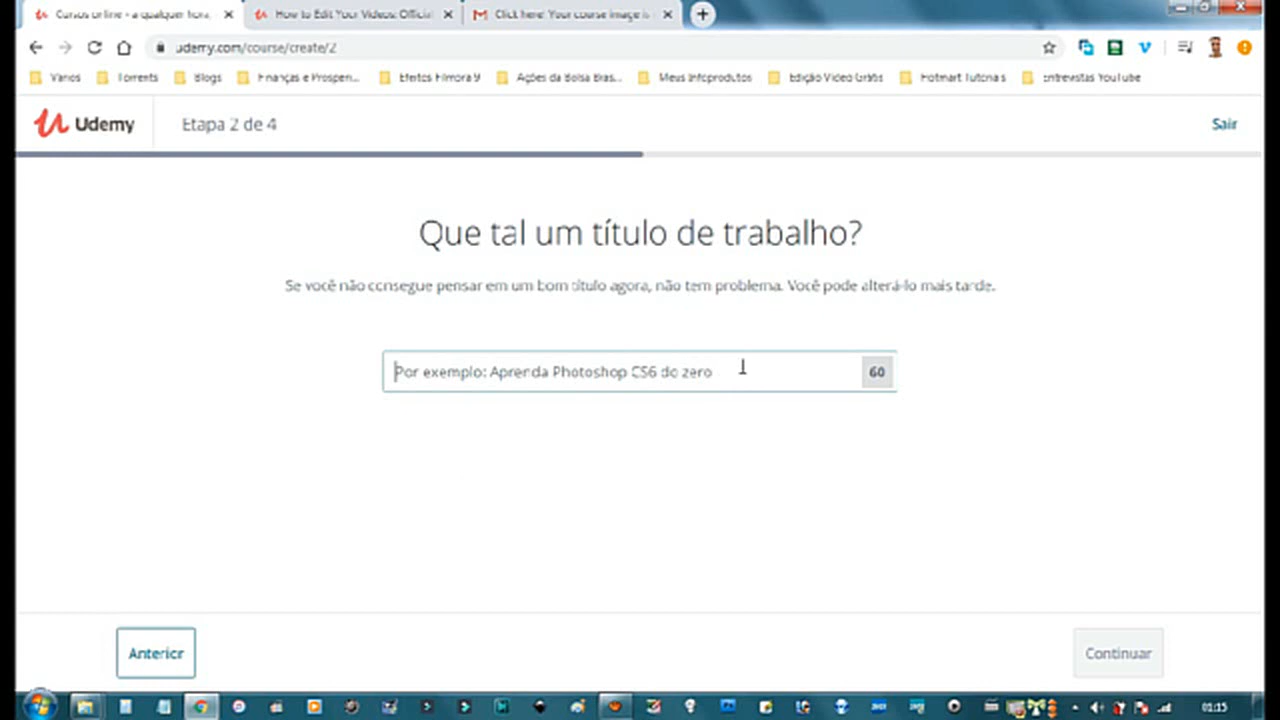 Cursos online - a qualquer hora,
How to Edit Your Videos: Official
Click here: Your course image is
udemy.com/course/create/2
Vários
Torrents
Blogs
Finanças e Prosperi...
Efeitos Filmora 9
Ações da Bolsa Bras...
Meus Infoprodutos
Edição Vídeo Grátis
Hotmart Tutoriais
Entrevistas YouTube
Udemy
Etapa 2 de 4
Sair
Que tal um título de trabalho?
Se você não consegue pensar em um bom título agora, não tem problema. Você pode alterá-lo mais tarde.
Por exemplo: Aprenda Photoshop CS6 do zero
60
Anterior
Continuar
01:15